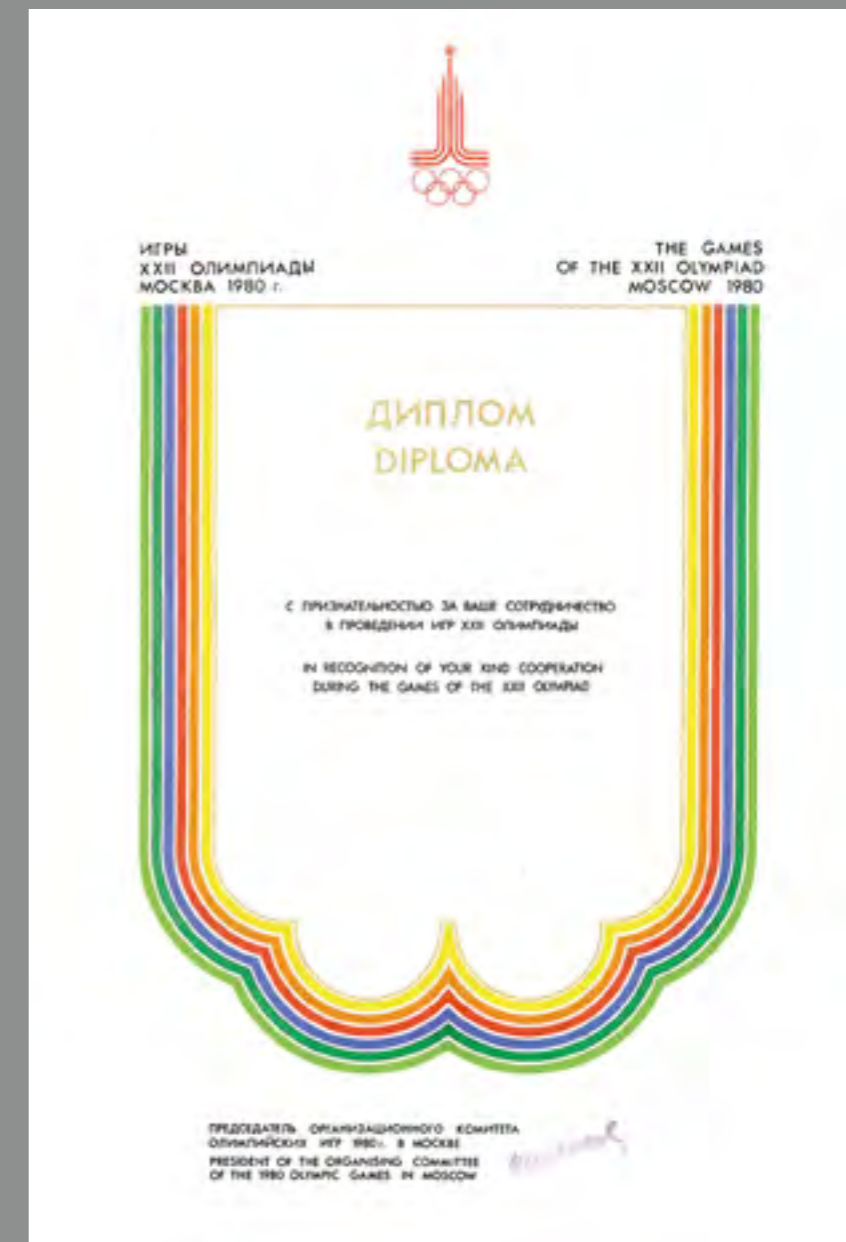 ИГРЫ
XXII ОЛИМПИАДЫ
МОСКВА 1980 г.
THE GAMES
OF THE XXII OLYMPIAD
MOSCOW 1980
ДИПЛОМ
DIPLOMA
С ПРИЗНАТЕЛЬНОСТЬЮ ЗА ВАШЕ СОТРУДНИЧЕСТВО
В ПРОВЕДЕНИИ ИГР XXII ОЛИМПИАДЫ
IN RECOGNITION OF YOUR KIND COOPERATION
DURING THE GAMES OF THE XXII OLYMPIAD
ПРЕДСЕДАТЕЛЬ ОРГАНИЗАЦИОННОГО КОМИТЕТА
ОЛИМПИЙСКИХ ИГР 1980 г. В МОСКВЕ
PRESIDENT OF THE ORGANISING COMMITTEE
OF THE 1980 OLYMPIC GAMES IN MOSCOW